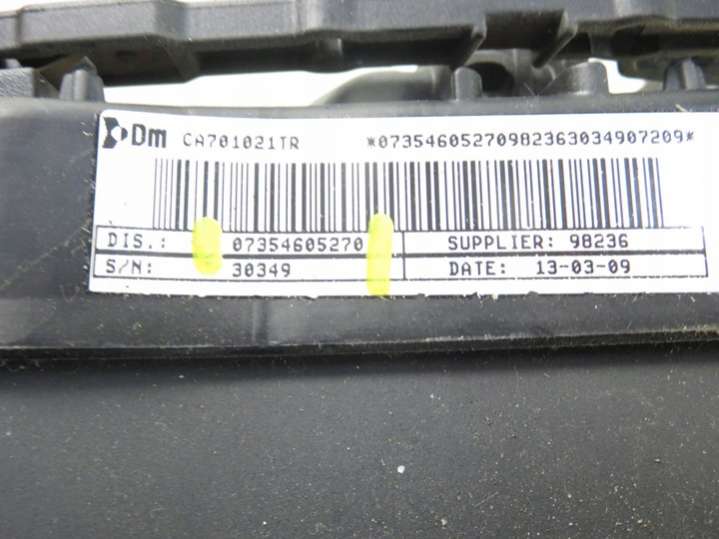 Dm CA701021TR *07354605270982363034907209*
DIS.: 07354605270 SUPPLIER: 98236
S/N: 30349 DATE: 13-03-09